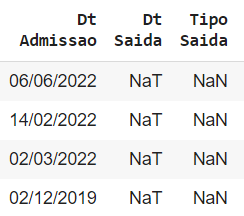 Dt Dt Tipo
Admissao Saida Saida
06/06/2022 NaT NaN
14/02/2022 NaT NaN
02/03/2022 NaT NaN
02/12/2019 NaT NaN